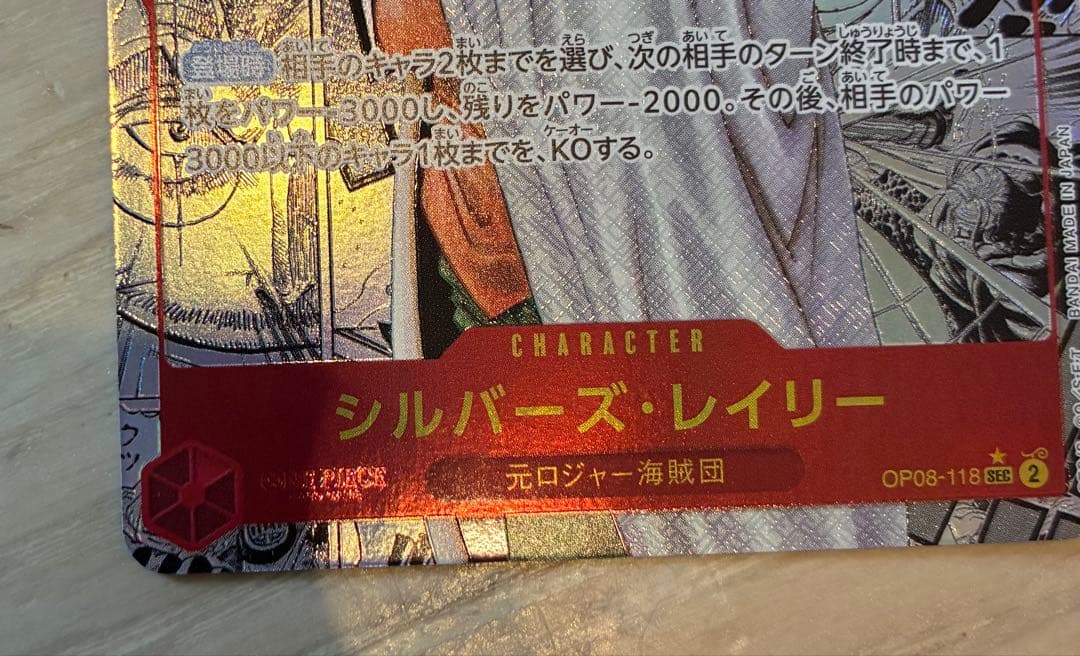 登場時 相手のキャラ2枚までを選び、次の相手のターン終了時まで、1
枚をパワー-3000し、残りをパワー-2000。その後、相手のパワー
3000以下のキャラ1枚までを、KOする。
CHARACTER
シルバーズ・レイリー
ONE PIECE
元ロジャー海賊団
OP08-118 SEC 2
BANDAI MADE IN JAPAN
クッ